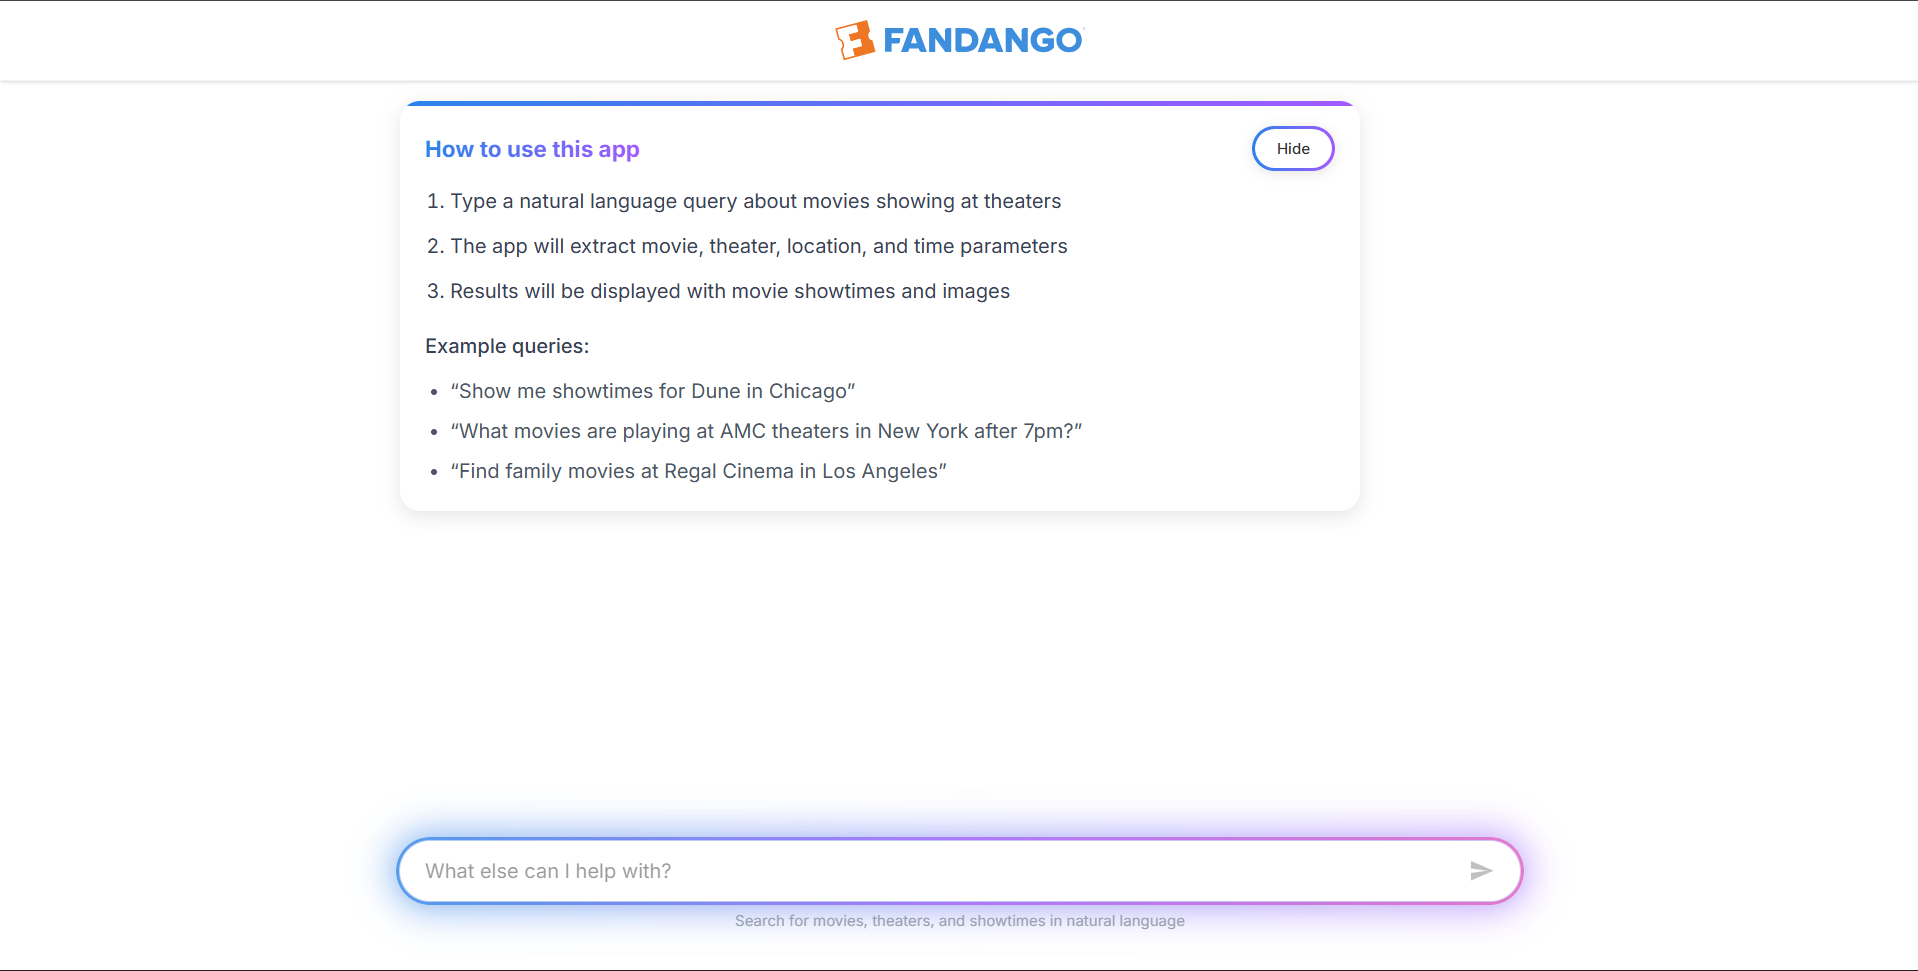 FANDANGO
How to use this app
Hide
1. Type a natural language query about movies showing at theaters
2. The app will extract movie, theater, location, and time parameters
3. Results will be displayed with movie showtimes and images
Example queries:
• “Show me showtimes for Dune in Chicago”
• “What movies are playing at AMC theaters in New York after 7pm?”
• “Find family movies at Regal Cinema in Los Angeles”
What else can I help with?
Search for movies, theaters, and showtimes in natural language